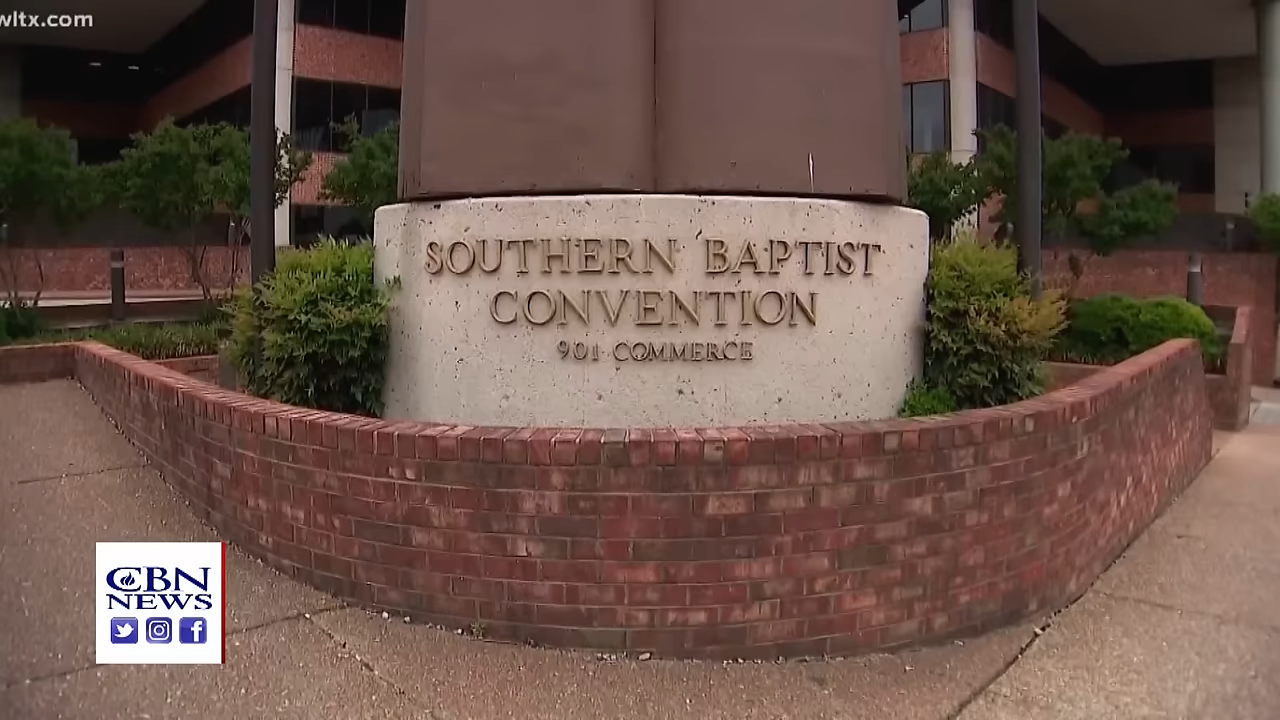 wltx.com
SOUTHERN BAPTIST
CONVENTION
901 COMMERCE
CBN
NEWS